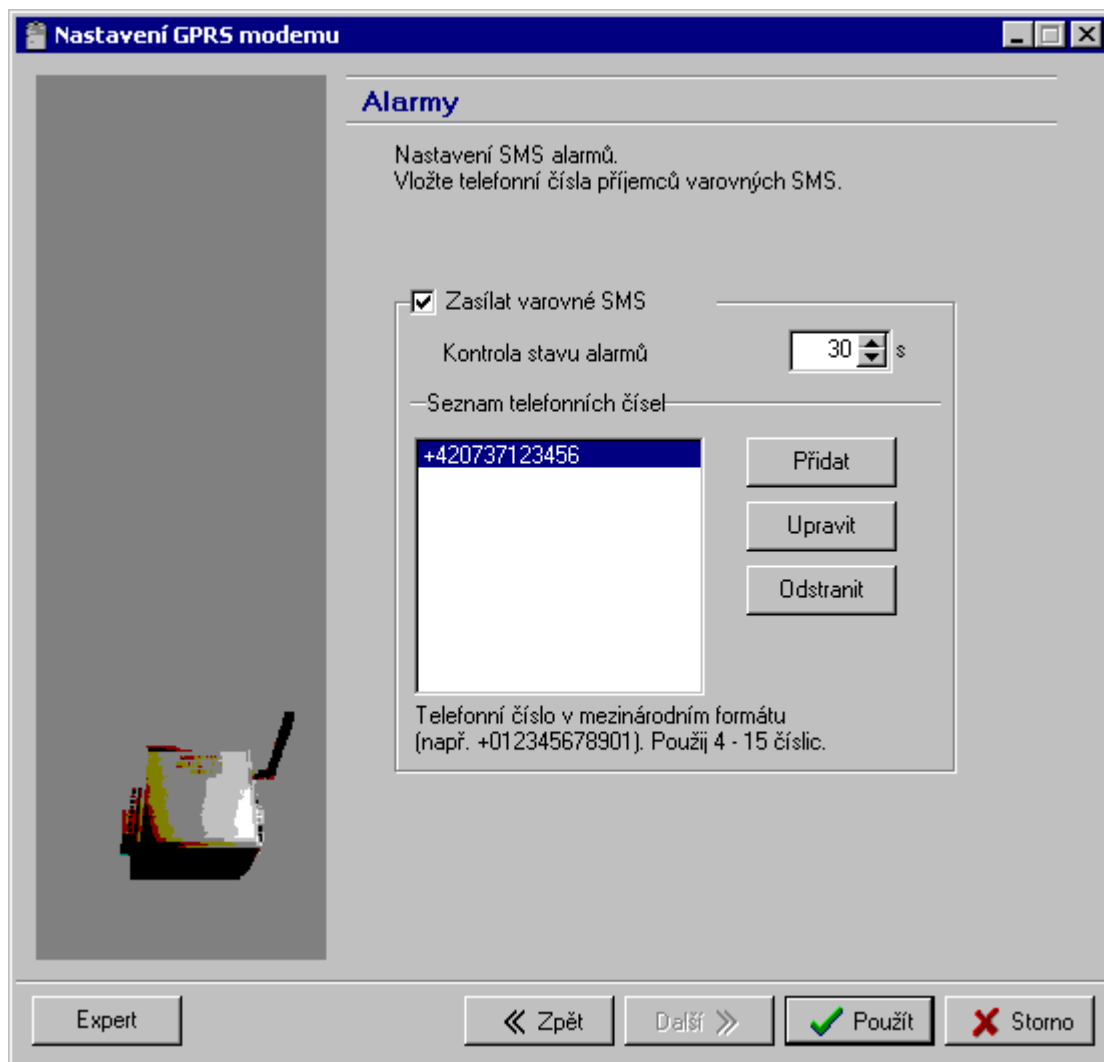 Nastavení GPRS modemu
Alarmy
Nastavení SMS alarmů.
Vložte telefonní čísla příjemců varovných SMS.
Zasílat varovné SMS
Kontrola stavu alarmů 30 s
Seznam telefonních čísel
+420737123456
Přidat
Upravit
Odstranit
Telefonní číslo v mezinárodním formátu
(např. +012345678901). Použij 4 - 15 číslic.
Expert
Zpět
Další
Použít
Storno